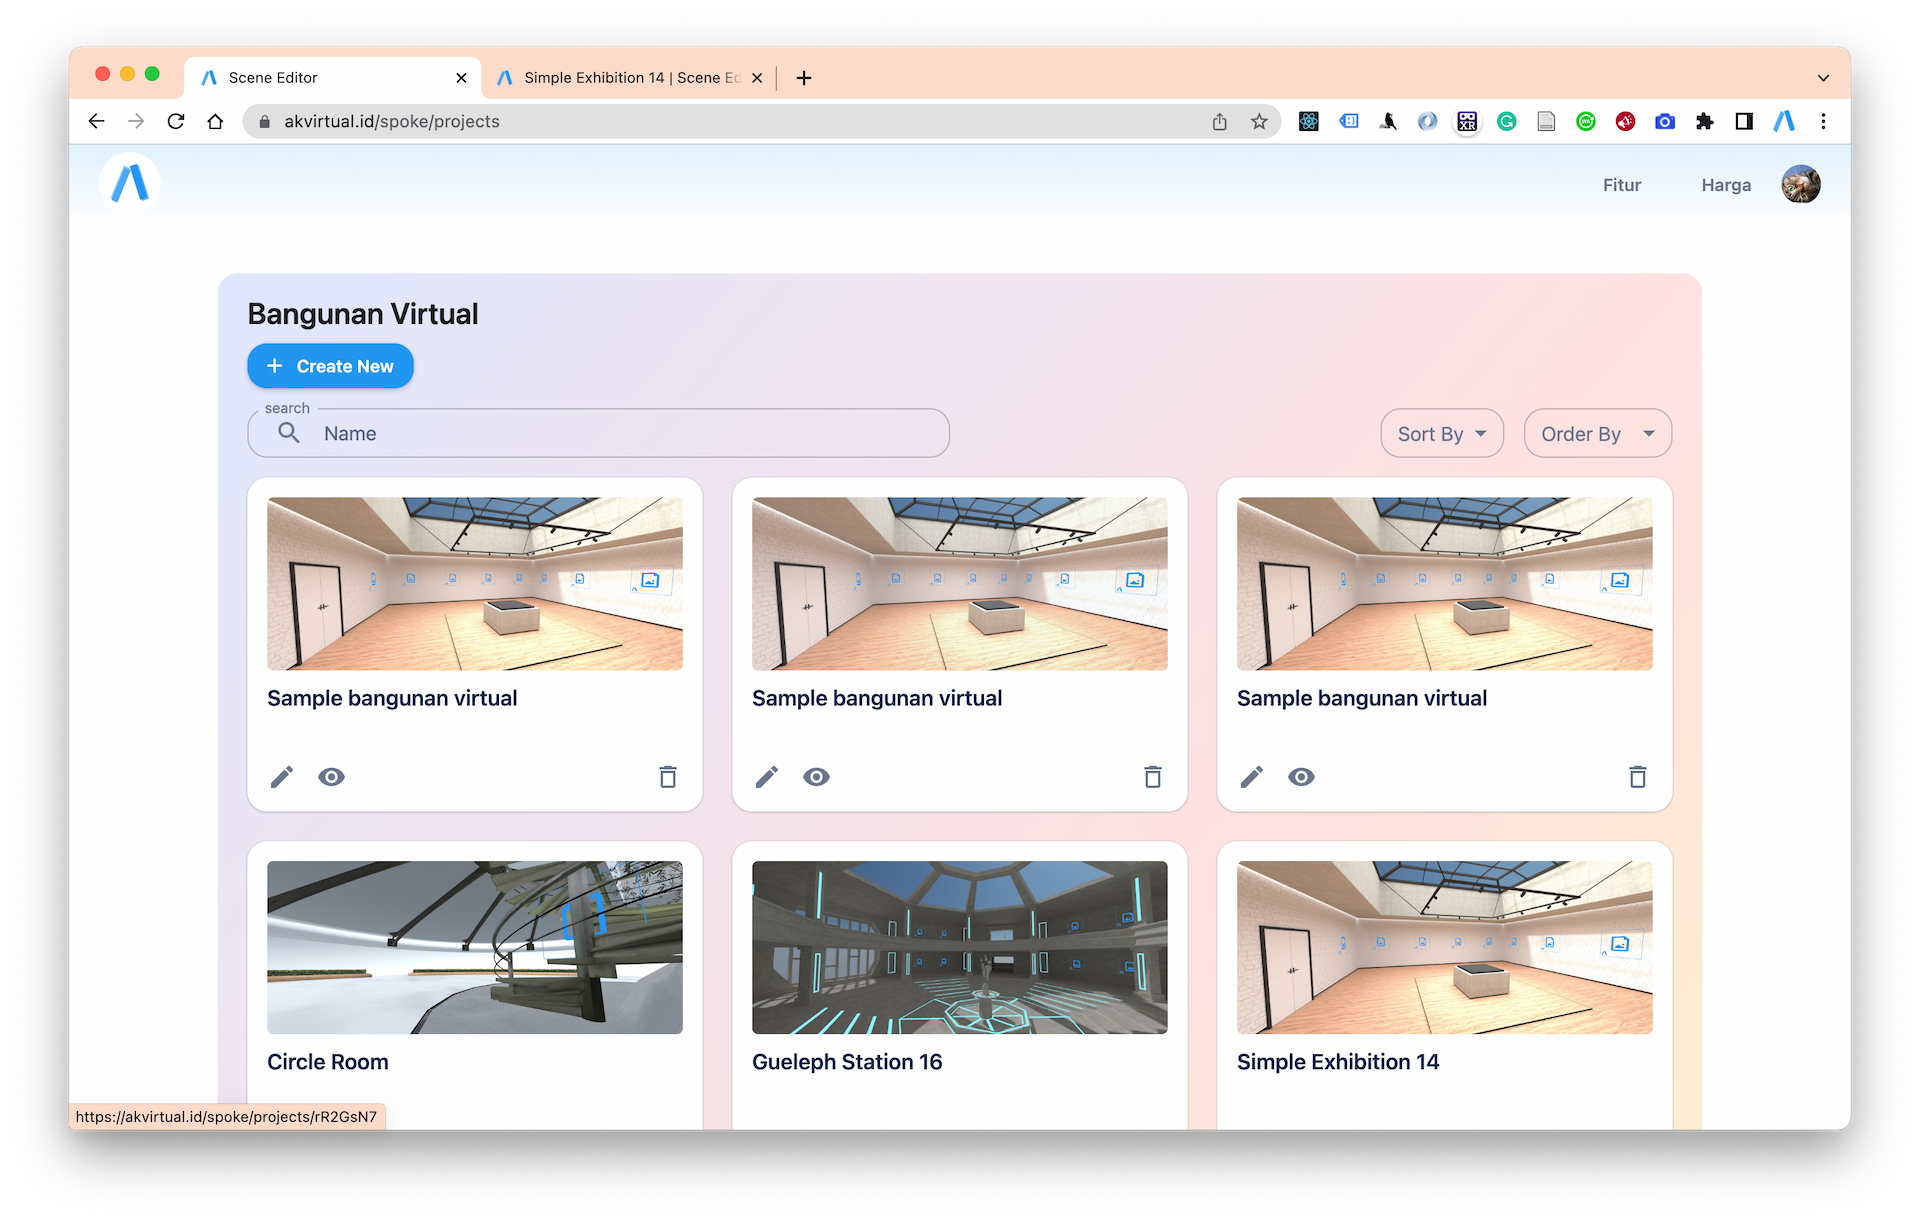 Scene Editor
Simple Exhibition 14 | Scene Ed
akvirtual.id/spoke/projects
Fitur
Harga
Bangunan Virtual
Create New
search
Name
Sort By
Order By
Sample bangunan virtual
Sample bangunan virtual
Sample bangunan virtual
Circle Room
Gueleph Station 16
Simple Exhibition 14
https://akvirtual.id/spoke/projects/rR2GsN7